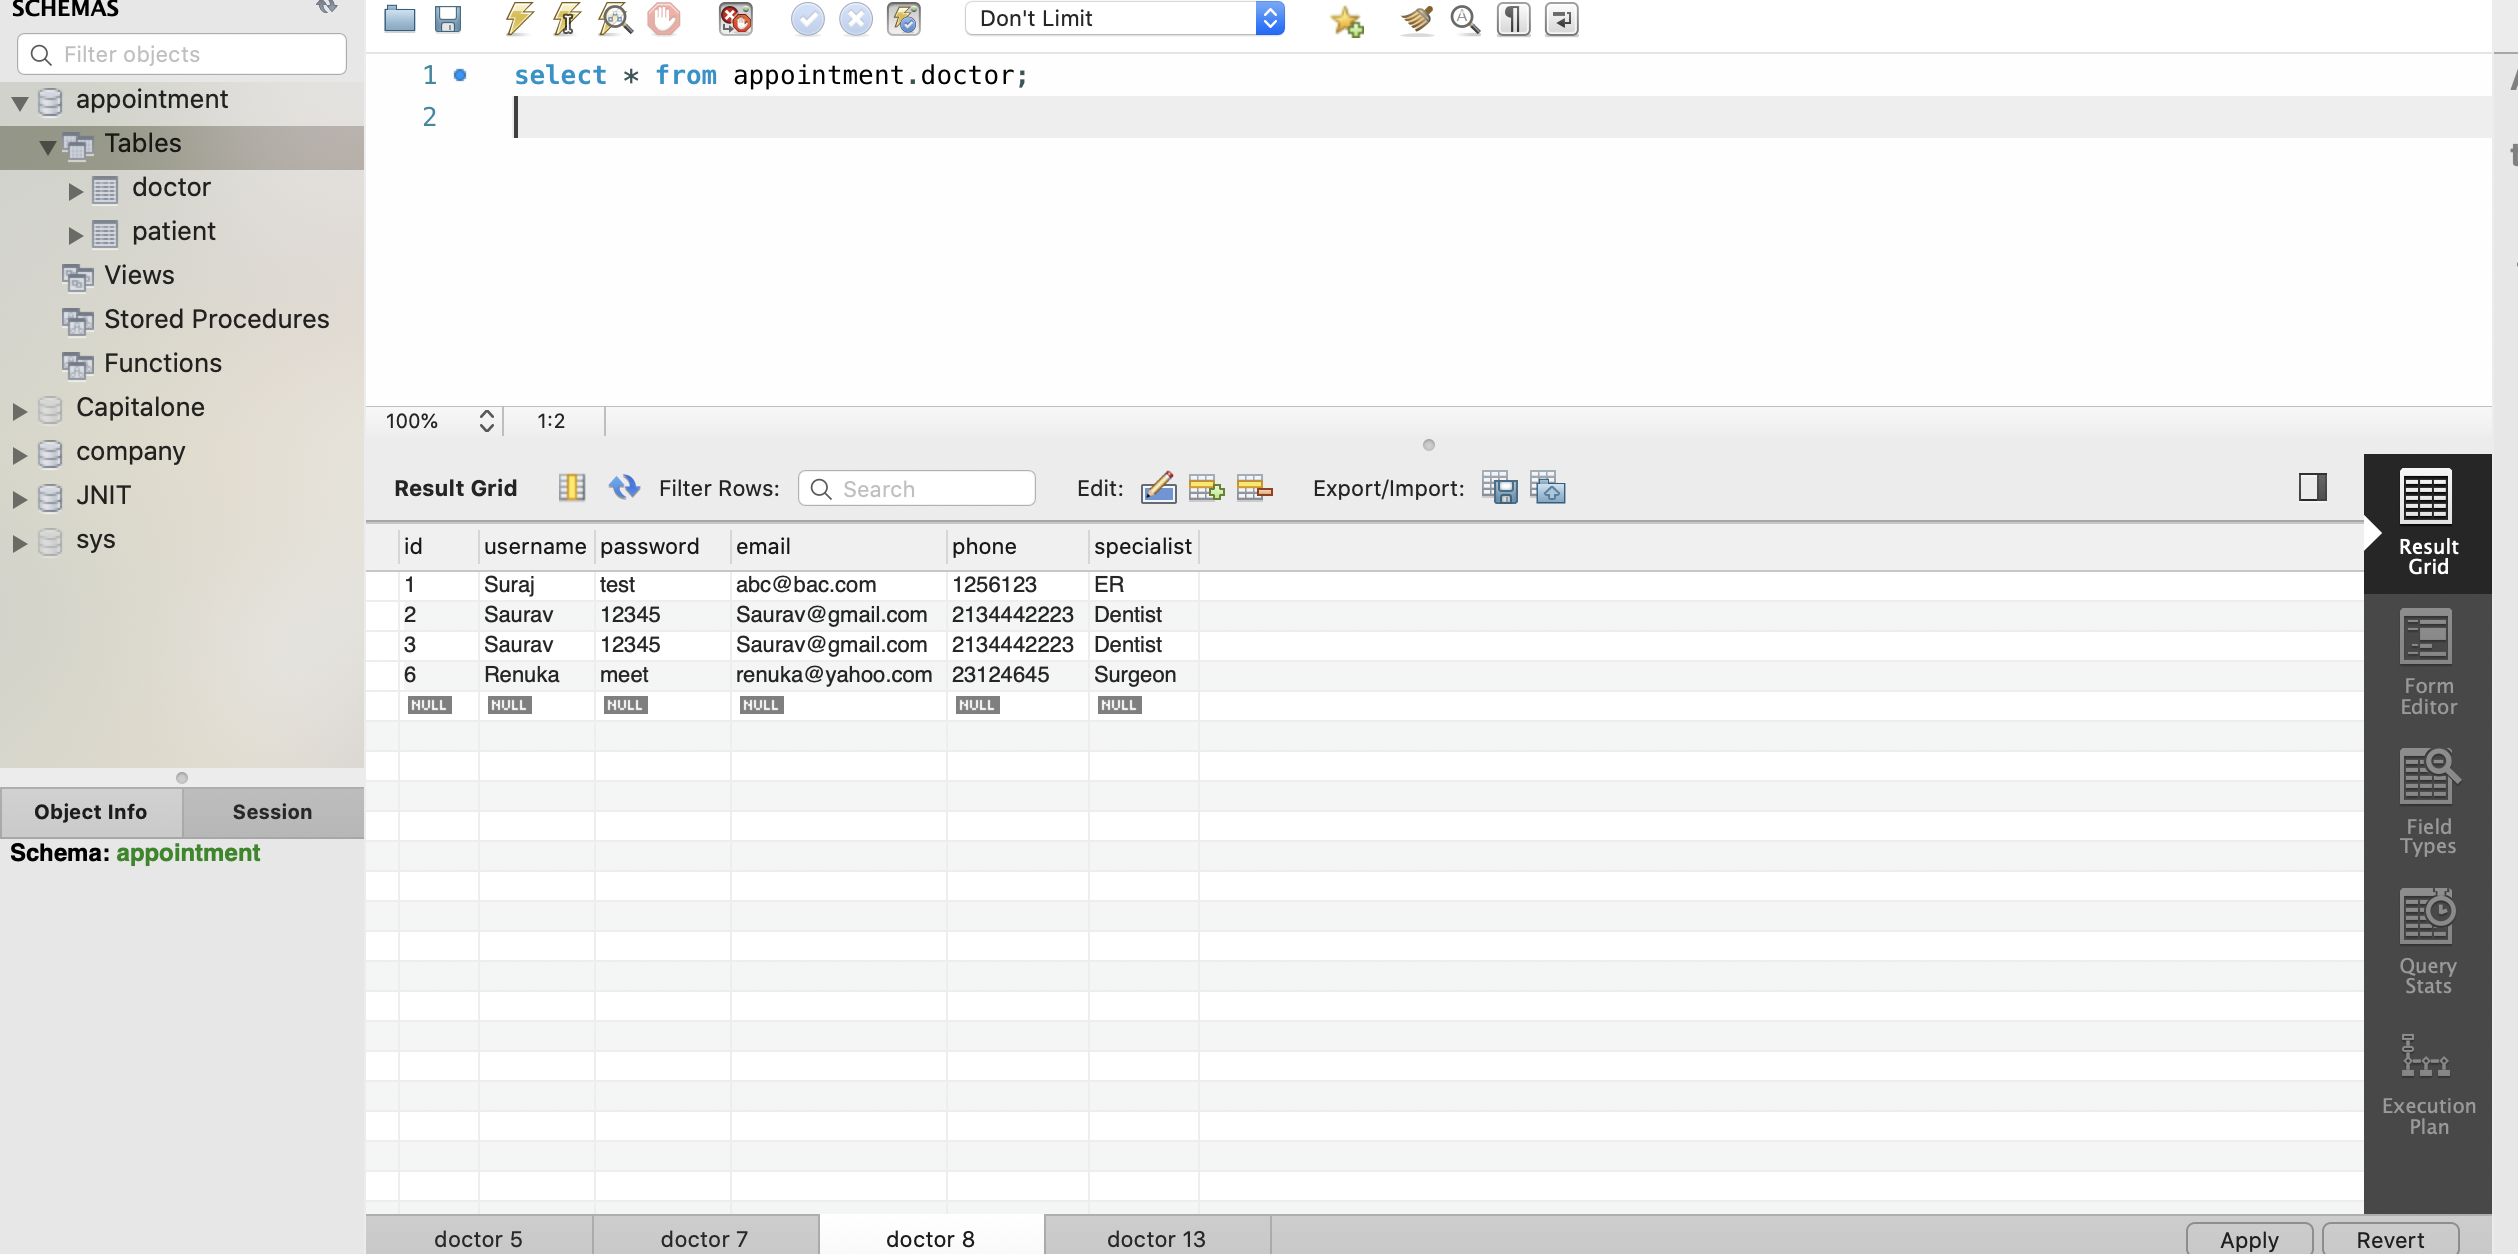 SCHEMAS
Filter objects
appointment
Tables
doctor
patient
Views
Stored Procedures
Functions
Capitalone
company
JNIT
sys
Object Info Session
Schema: appointment
Don't Limit
1 select * from appointment.doctor;
2
100% 1:2
Result Grid Filter Rows: Search Edit: Export/Import:
id username password email phone specialist
1 Suraj test abc@bac.com 1256123 ER
2 Saurav 12345 Saurav@gmail.com 2134442223 Dentist
3 Saurav 12345 Saurav@gmail.com 2134442223 Dentist
6 Renuka meet renuka@yahoo.com 23124645 Surgeon
NULL NULL NULL NULL NULL NULL
Result
Grid
Form
Editor
Field
Types
Query
Stats
Execution
Plan
doctor 5 doctor 7 doctor 8 doctor 13 Apply Revert